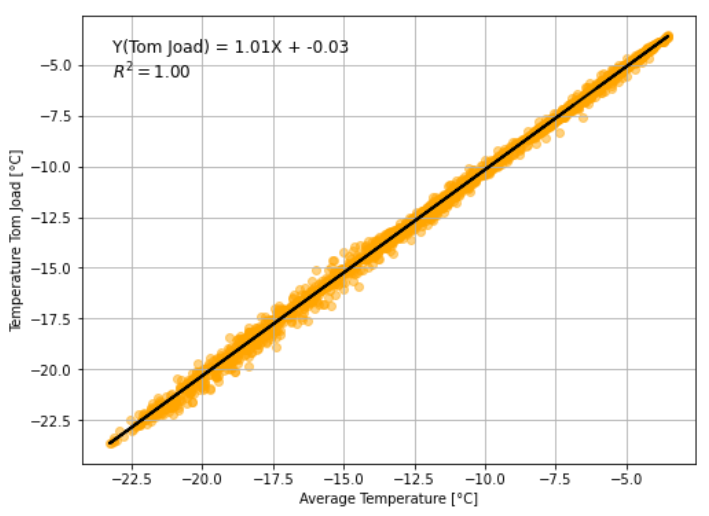 Y(Tom Joad) = 1.01X + -0.03
R² = 1.00
Temperature Tom Joad [°C]
−5.0
−7.5
−10.0
−12.5
−15.0
−17.5
−20.0
−22.5
−22.5 −20.0 −17.5 −15.0 −12.5 −10.0 −7.5 −5.0
Average Temperature [°C]